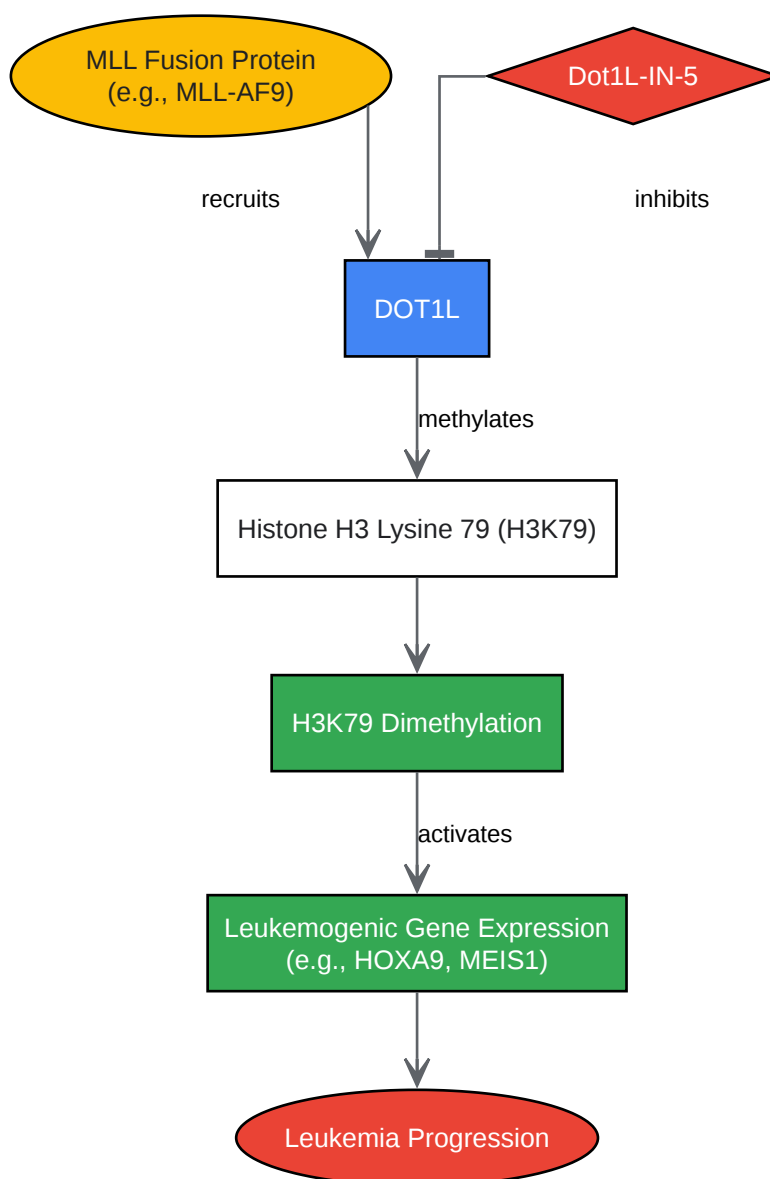 MLL Fusion Protein
(e.g., MLL-AF9)
Dot1L-IN-5
recruits
inhibits
DOT1L
methylates
Histone H3 Lysine 79 (H3K79)
H3K79 Dimethylation
activates
Leukemogenic Gene Expression
(e.g., HOXA9, MEIS1)
Leukemia Progression